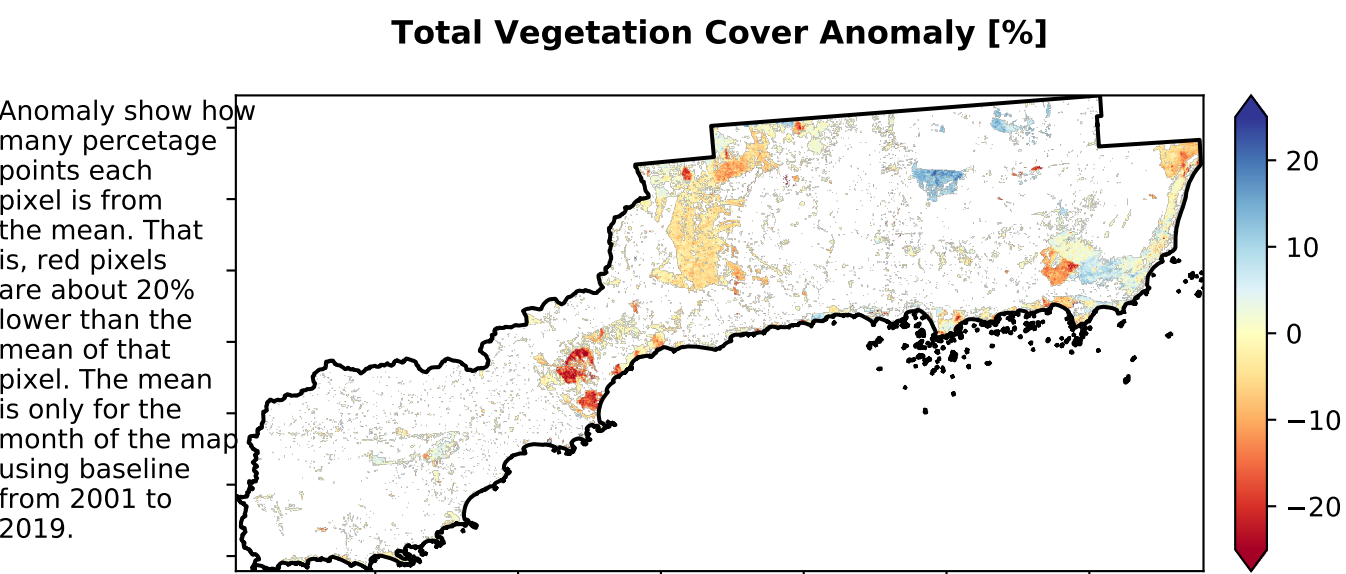 Total Vegetation Cover Anomaly [%]
Anomaly show how
many percetage
points each
pixel is from
the mean. That
is, red pixels
are about 20%
lower than the
mean of that
pixel. The mean
is only for the
month of the map
using baseline
from 2001 to
2019.
20
10
0
−10
−20